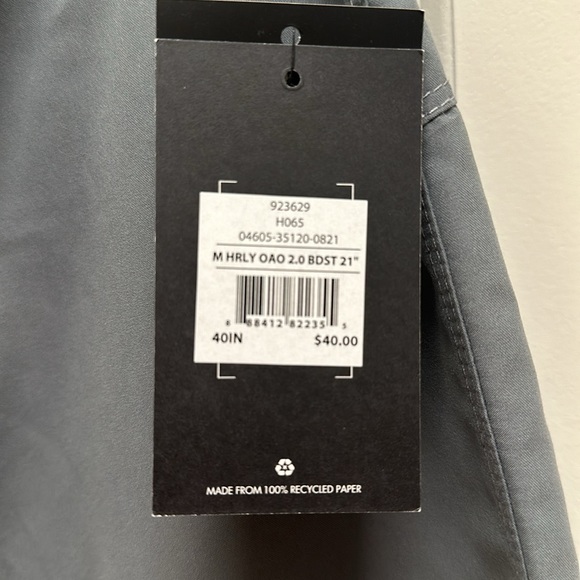 923629
H065
04605-35120-0821
M HRLY OAO 2.0 BDST 21"
8 88412 82235 5
40IN $40.00
MADE FROM 100% RECYCLED PAPER